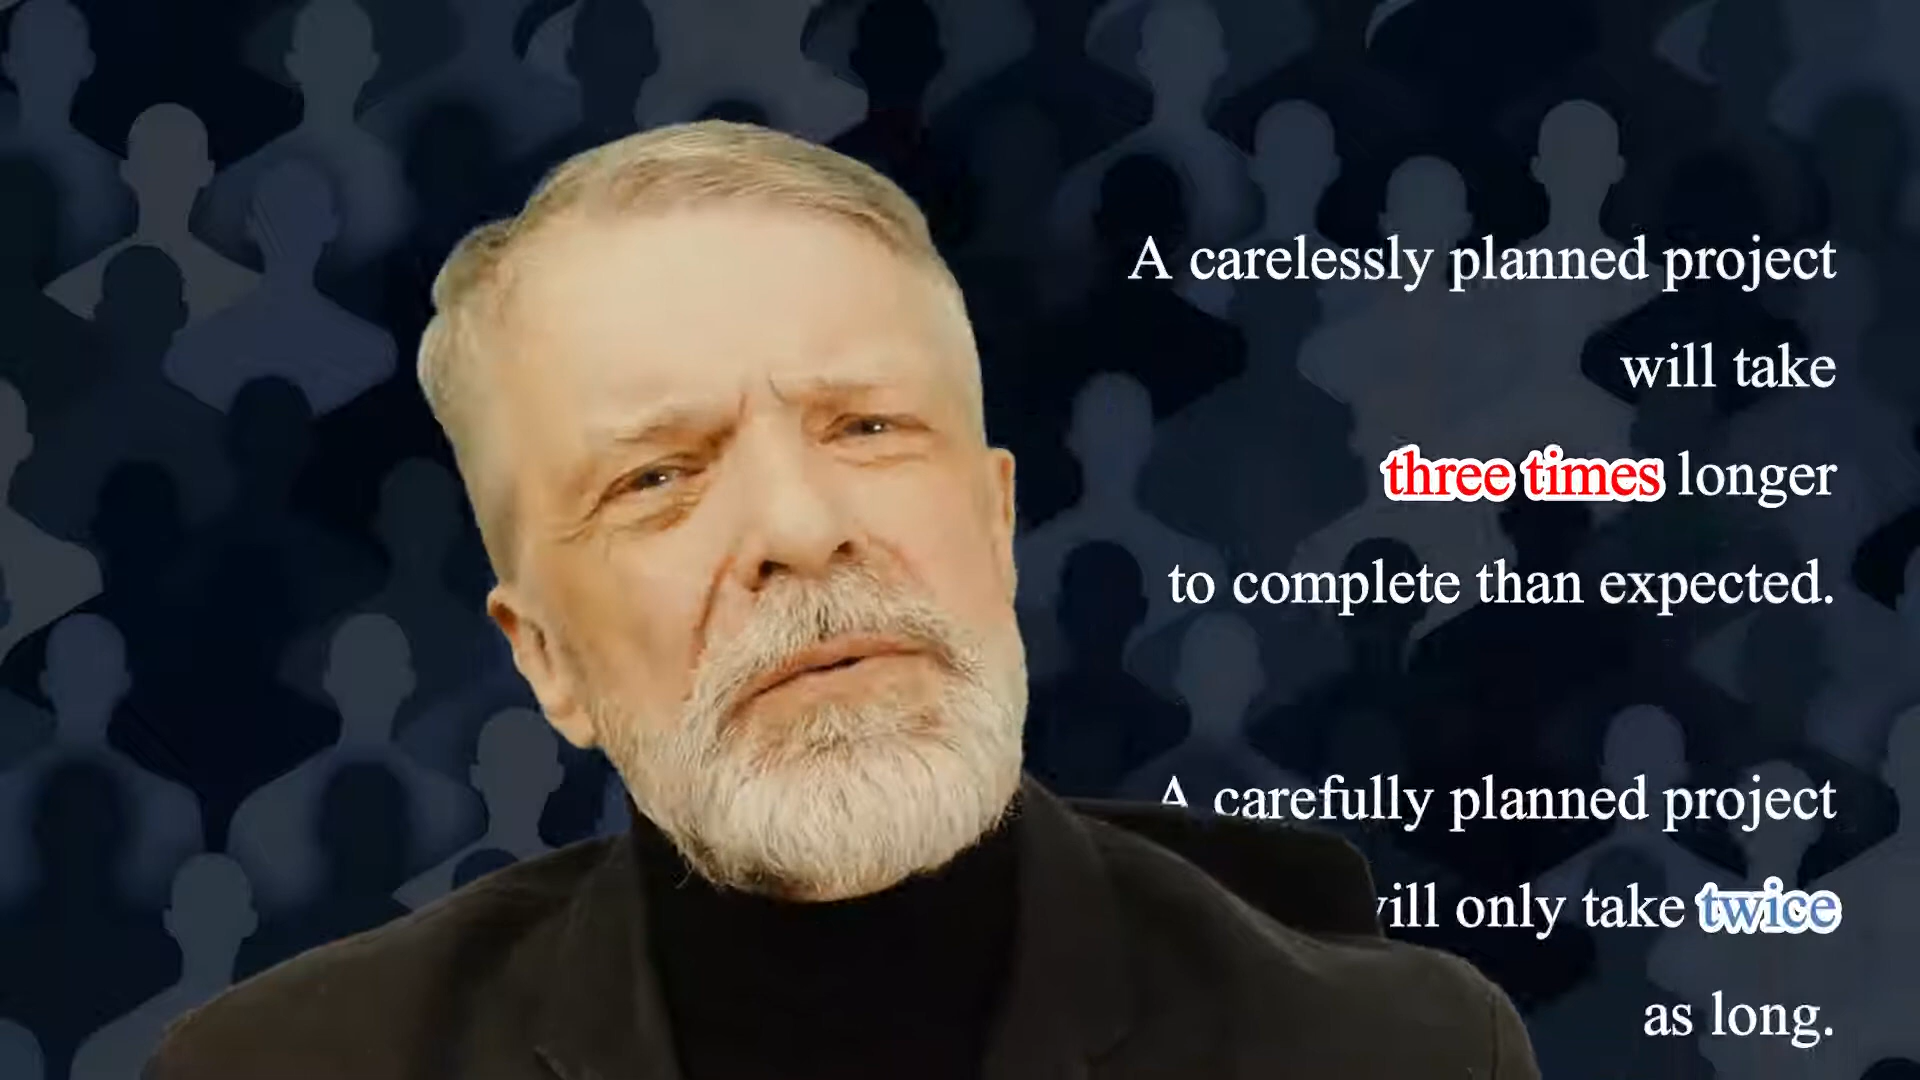 A carelessly planned project
will take
three times longer
to complete than expected.
A carefully planned project
will only take twice
as long.